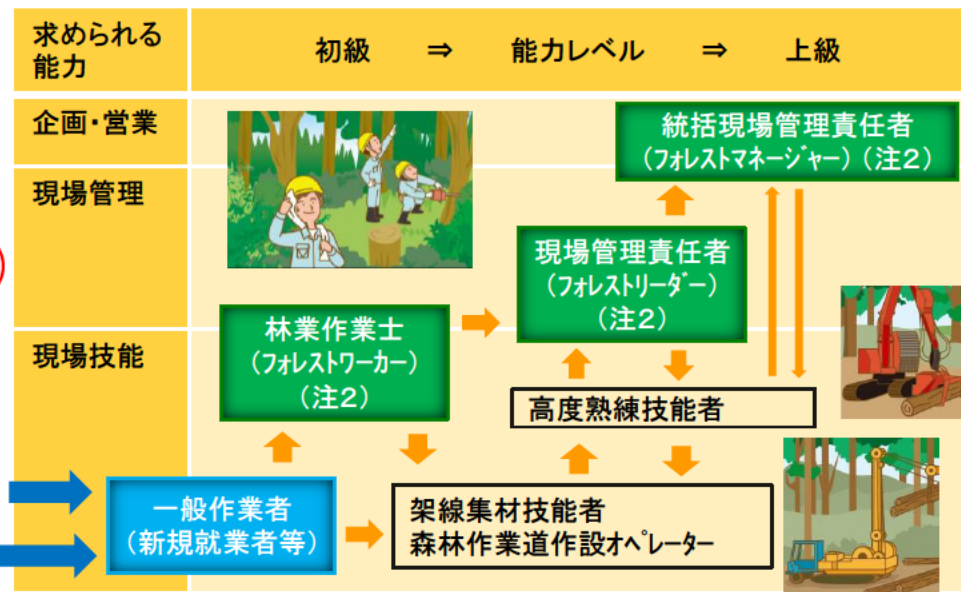 求められる
能力
初級 ⇒ 能力レベル ⇒ 上級
企画・営業
統括現場管理責任者
(フォレストマネージャー)(注2)
現場管理
現場管理責任者
(フォレストリーダー)
(注2)
林業作業士
(フォレストワーカー)
(注2)
現場技能
高度熟練技能者
一般作業者
(新規就業者等)
架線集材技能者
森林作業道作設オペレーター